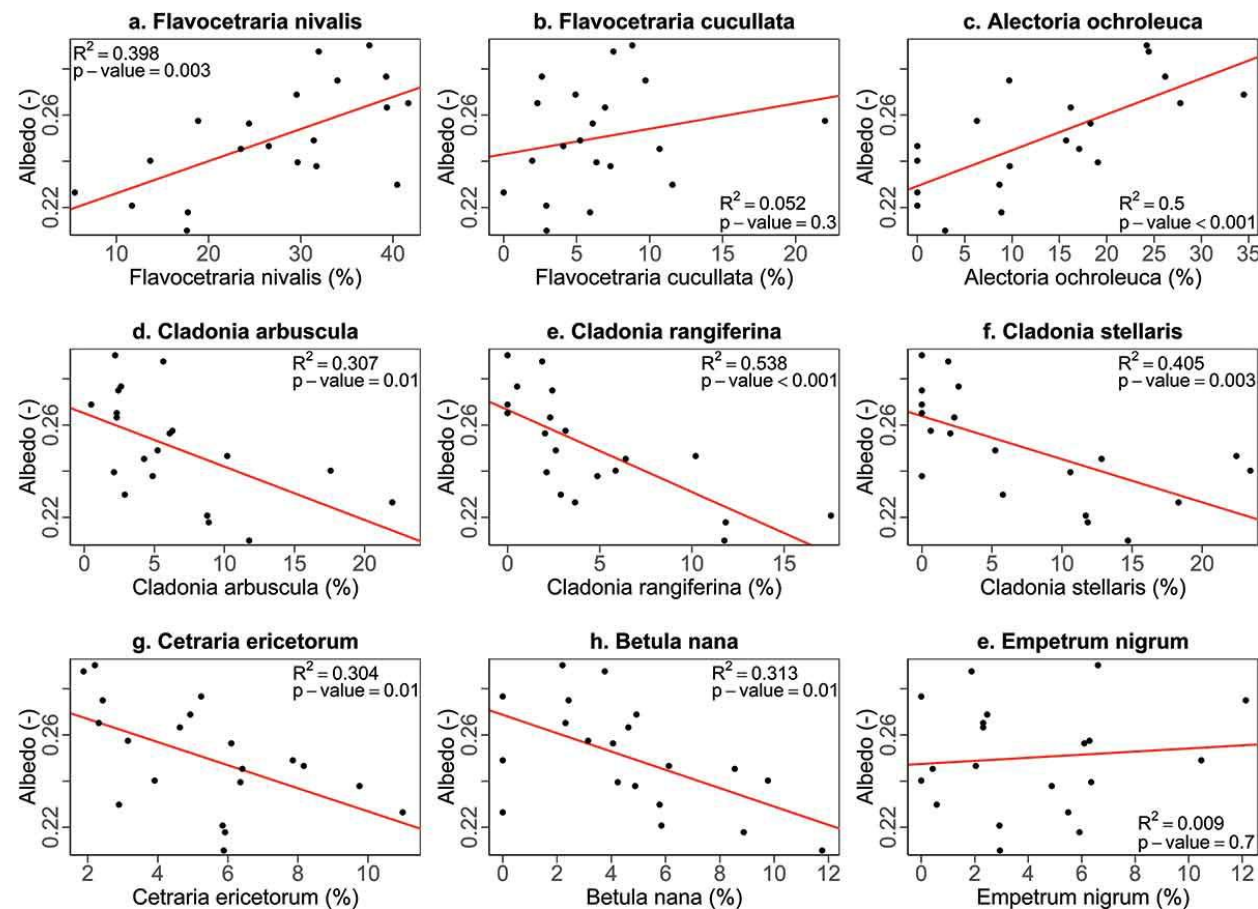 a. Flavocetraria nivalis
R² = 0.398
p − value = 0.003
Albedo (-)
0.22 0.26
10 20 30 40
Flavocetraria nivalis (%)
b. Flavocetraria cucullata
R² = 0.052
p − value = 0.3
Albedo (-)
0.22 0.26
0 5 10 15 20
Flavocetraria cucullata (%)
c. Alectoria ochroleuca
R² = 0.5
p − value < 0.001
Albedo (-)
0.22 0.26
0 5 10 15 20 25 30 35
Alectoria ochroleuca (%)
d. Cladonia arbuscula
R² = 0.307
p − value = 0.01
Albedo (-)
0.22 0.26
0 5 10 15 20
Cladonia arbuscula (%)
e. Cladonia rangiferina
R² = 0.538
p − value < 0.001
Albedo (-)
0.22 0.26
0 5 10 15
Cladonia rangiferina (%)
f. Cladonia stellaris
R² = 0.405
p − value = 0.003
Albedo (-)
0.22 0.26
0 5 10 15 20
Cladonia stellaris (%)
g. Cetraria ericetorum
R² = 0.304
p − value = 0.01
Albedo (-)
0.22 0.26
2 4 6 8 10
Cetraria ericetorum (%)
h. Betula nana
R² = 0.313
p − value = 0.01
Albedo (-)
0.22 0.26
0 2 4 6 8 10 12
Betula nana (%)
e. Empetrum nigrum
R² = 0.009
p − value = 0.7
Albedo (-)
0.22 0.26
0 2 4 6 8 10 12
Empetrum nigrum (%)